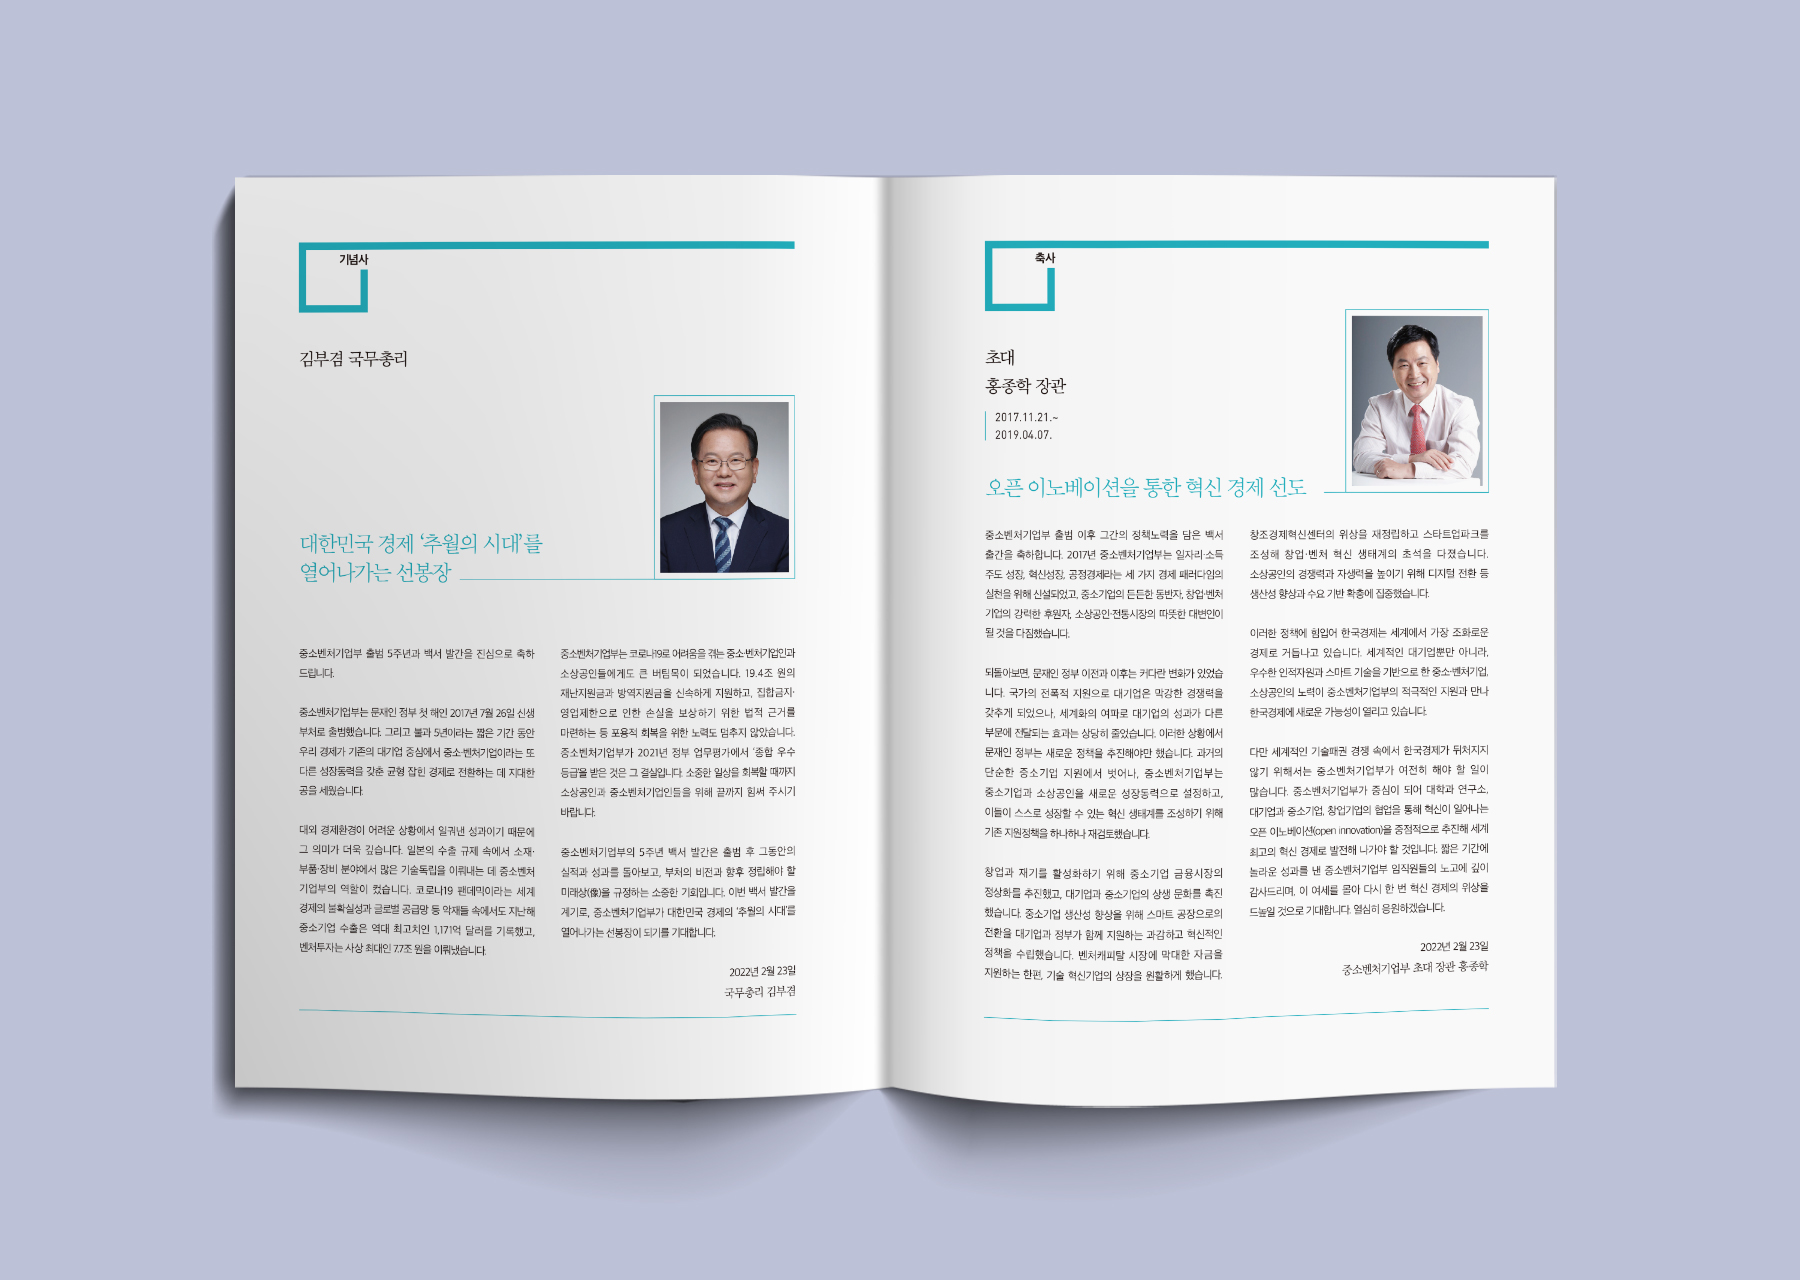 기념사
김부겸 국무총리
대한민국 경제 ‘추월의 시대’를
열어나가는 선봉장
중소벤처기업부 출범 5주년과 백서 발간을 진심으로 축하
드립니다.
중소벤처기업부는 문재인 정부 첫 해인 2017년 7월 26일 신생
부처로 출범했습니다. 그리고 불과 5년이라는 짧은 기간 동안
우리 경제가 기존의 대기업 중심에서 중소·벤처기업이라는 또
다른 성장동력을 갖춘 균형 잡힌 경제로 전환하는 데 지대한
공을 세웠습니다.
대외 경제환경이 어려운 상황에서 일궈낸 성과이기 때문에
그 의미가 더욱 깊습니다. 일본의 수출 규제 속에서 소재·
부품·장비 분야에서 많은 기술독립을 이뤄내는 데 중소벤처
기업부의 역할이 컸습니다. 코로나19 팬데믹이라는 세계
경제의 불확실성과 글로벌 공급망 등 악재들 속에서도 지난해
중소기업 수출은 역대 최고치인 1,171억 달러를 기록했고,
벤처투자는 사상 최대인 7.7조 원을 이뤄냈습니다.
중소벤처기업부는 코로나19로 어려움을 겪는 중소·벤처기업인과
소상공인들에게도 큰 버팀목이 되었습니다. 19.4조 원의
재난지원금과 방역지원금을 신속하게 지원하고, 집합금지·
영업제한으로 인한 손실을 보상하기 위한 법적 근거를
마련하는 등 포용적 회복을 위한 노력도 멈추지 않았습니다.
중소벤처기업부가 2021년 정부 업무평가에서 ‘종합 우수
등급’을 받은 것은 그 결실입니다. 소중한 일상을 회복할 때까지
소상공인과 중소벤처기업인들을 위해 끝까지 힘써 주시기
바랍니다.
중소벤처기업부의 5주년 백서 발간은 출범 후 그동안의
실적과 성과를 돌아보고, 부처의 비전과 향후 정립해야 할
미래상(像)을 규정하는 소중한 기회입니다. 이번 백서 발간을
계기로, 중소벤처기업부가 대한민국 경제의 ‘추월의 시대’를
열어나가는 선봉장이 되기를 기대합니다.
2022년 2월 23일
국무총리 김부겸
축사
초대
홍종학 장관
2017.11.21.~
2019.04.07.
오픈 이노베이션을 통한 혁신 경제 선도
중소벤처기업부 출범 이후 그간의 정책노력을 담은 백서
출간을 축하합니다. 2017년 중소벤처기업부는 일자리·소득
주도 성장, 혁신성장, 공정경제라는 세 가지 경제 패러다임의
실천을 위해 신설되었고, 중소기업의 든든한 동반자, 창업·벤처
기업의 강력한 후원자, 소상공인·전통시장의 따뜻한 대변인이
될 것을 다짐했습니다.
되돌아보면, 문재인 정부 이전과 이후는 커다란 변화가 있었습
니다. 국가의 전폭적 지원으로 대기업은 막강한 경쟁력을
갖추게 되었으나, 세계화의 여파로 대기업의 성과가 다른
부문에 전달되는 효과는 상당히 줄었습니다. 이러한 상황에서
문재인 정부는 새로운 정책을 추진해야만 했습니다. 과거의
단순한 중소기업 지원에서 벗어나, 중소벤처기업부는
중소기업과 소상공인을 새로운 성장동력으로 설정하고,
이들이 스스로 성장할 수 있는 혁신 생태계를 조성하기 위해
기존 지원정책을 하나하나 재검토했습니다.
창업과 재기를 활성화하기 위해 중소기업 금융시장의
정상화를 추진했고, 대기업과 중소기업의 상생 문화를 촉진
했습니다. 중소기업 생산성 향상을 위해 스마트 공장으로의
전환을 대기업과 정부가 함께 지원하는 과감하고 혁신적인
정책을 수립했습니다. 벤처캐피탈 시장에 막대한 자금을
지원하는 한편, 기술 혁신기업의 상장을 원활하게 했습니다.
창조경제혁신센터의 위상을 재정립하고 스타트업파크를
조성해 창업·벤처 혁신 생태계의 초석을 다졌습니다.
소상공인의 경쟁력과 자생력을 높이기 위해 디지털 전환 등
생산성 향상과 수요 기반 확충에 집중했습니다.
이러한 정책에 힘입어 한국경제는 세계에서 가장 조화로운
경제로 거듭나고 있습니다. 세계적인 대기업뿐만 아니라,
우수한 인적자원과 스마트 기술을 기반으로 한 중소·벤처기업,
소상공인의 노력이 중소벤처기업부의 적극적인 지원과 만나
한국경제에 새로운 가능성이 열리고 있습니다.
다만 세계적인 기술패권 경쟁 속에서 한국경제가 뒤처지지
않기 위해서는 중소벤처기업부가 여전히 해야 할 일이
많습니다. 중소벤처기업부가 중심이 되어 대학과 연구소,
대기업과 중소기업, 창업기업의 협업을 통해 혁신이 일어나는
오픈 이노베이션(open innovation)을 중점적으로 추진해 세계
최고의 혁신 경제로 발전해 나가야 할 것입니다. 짧은 기간에
놀라운 성과를 낸 중소벤처기업부 임직원들의 노고에 깊이
감사드리며, 이 여세를 몰아 다시 한 번 혁신 경제의 위상을
드높일 것으로 기대합니다. 열심히 응원하겠습니다.
2022년 2월 23일
중소벤처기업부 초대 장관 홍종학